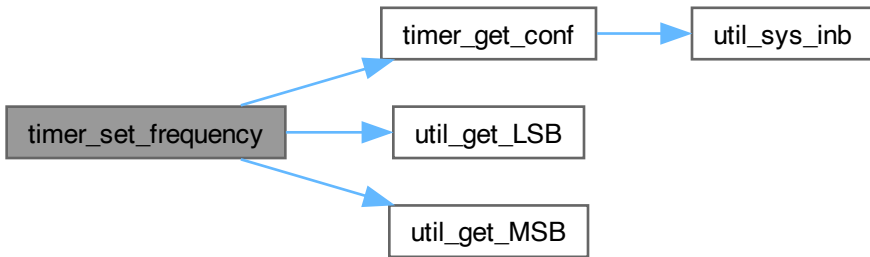 timer_get_conf
util_sys_inb
timer_set_frequency
util_get_LSB
util_get_MSB